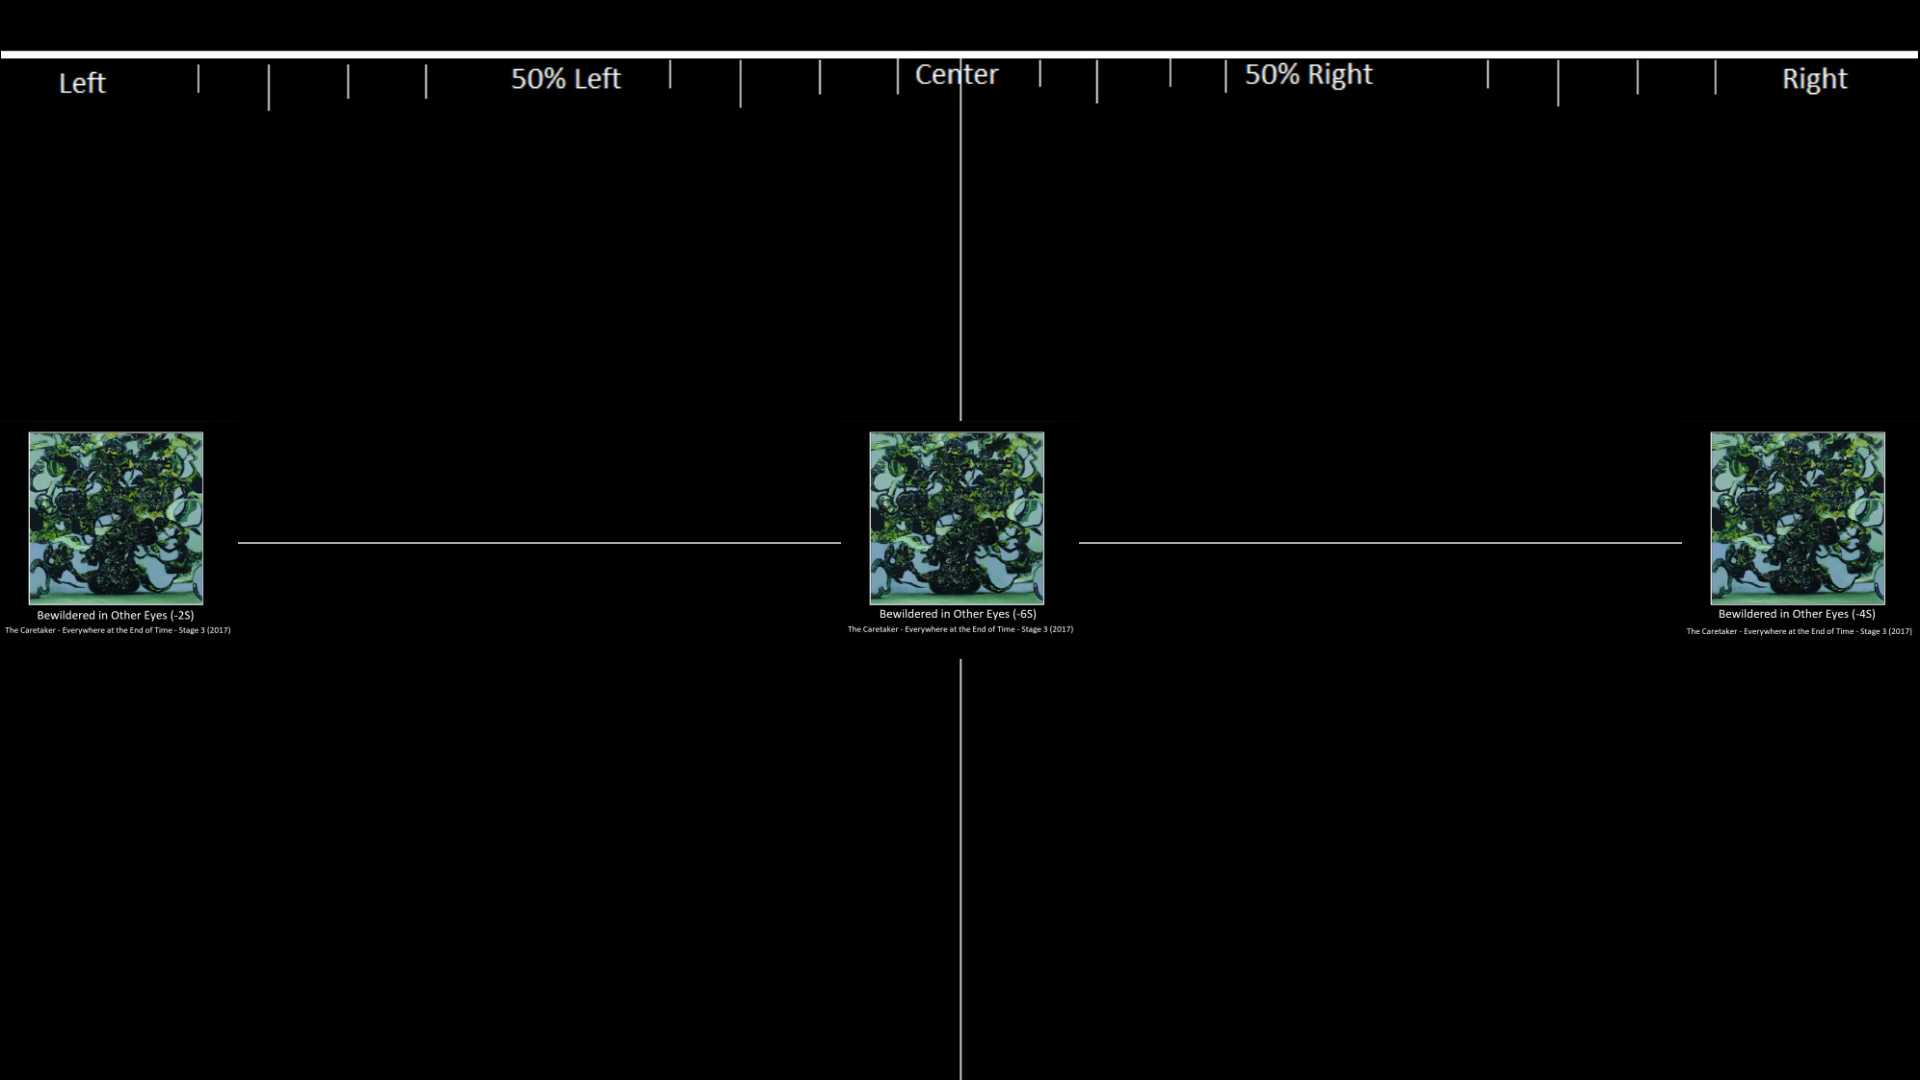 Left
50% Left
Center
50% Right
Right
Bewildered in Other Eyes (-2S)
The Caretaker - Everywhere at the End of Time - Stage 3 (2017)
Bewildered in Other Eyes (-6S)
The Caretaker - Everywhere at the End of Time - Stage 3 (2017)
Bewildered in Other Eyes (-4S)
The Caretaker - Everywhere at the End of Time - Stage 3 (2017)